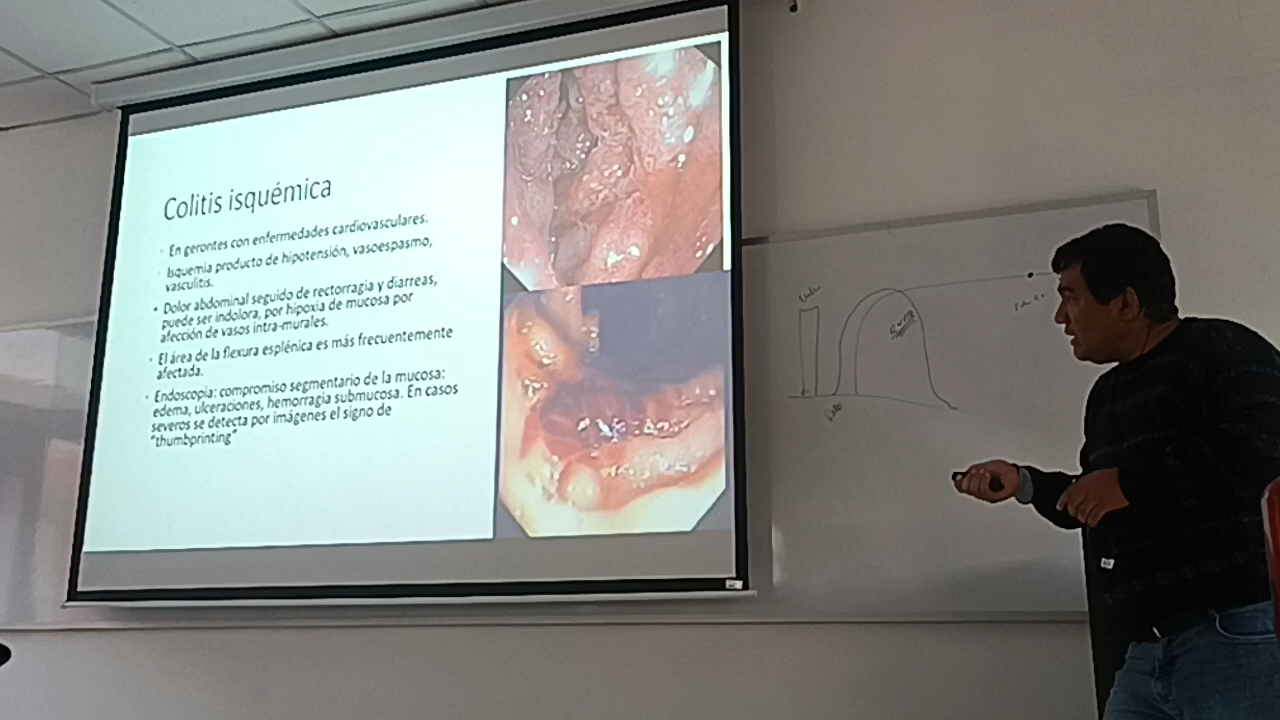 Colitis isquémica
• En gerontes con enfermedades cardiovasculares.
• Isquemia producto de hipotensión, vasoespasmo,
vasculitis.
• Dolor abdominal seguido de rectorragia y diarreas,
puede ser indolora, por hipoxia de mucosa por
afección de vasos intra-murales.
• El área de la flexura esplénica es más frecuentemente
afectada.
• Endoscopia: compromiso segmentario de la mucosa:
edema, ulceraciones, hemorragia submucosa. En casos
severos se detecta por imágenes el signo de
"thumbprinting"